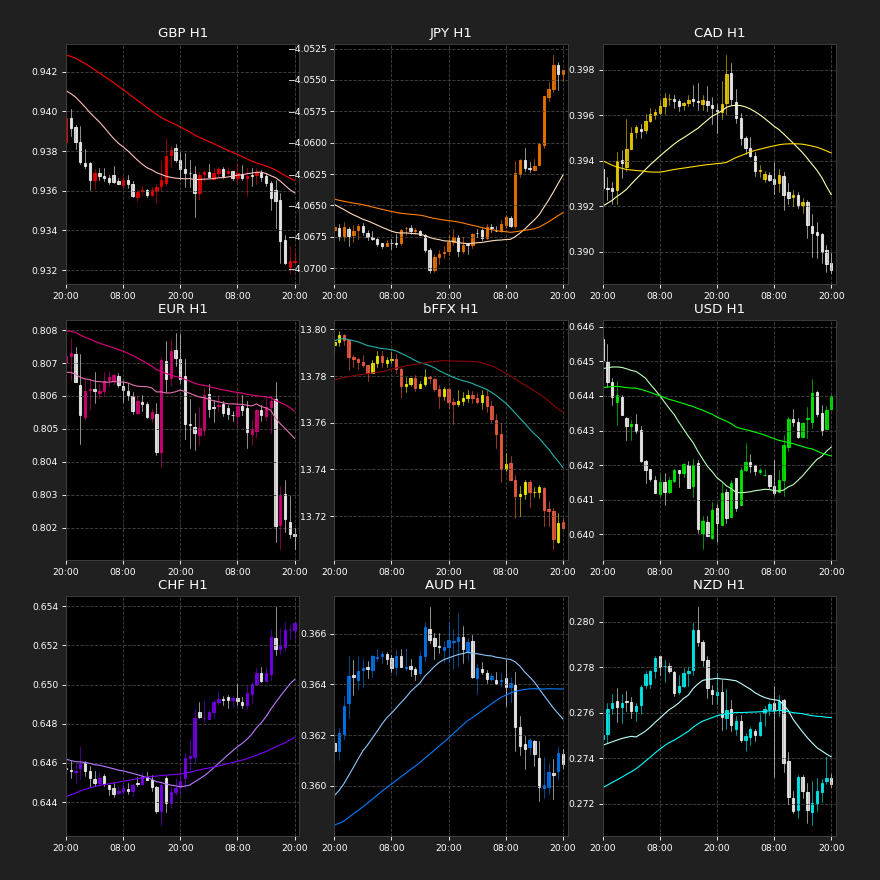 GBP H1
0.942
0.940
0.938
0.936
0.934
0.932
20:00 08:00 20:00 08:00 20:00
JPY H1
−4.0525
−4.0550
−4.0575
−4.0600
−4.0625
−4.0650
−4.0675
−4.0700
20:00 08:00 20:00 08:00 20:00
CAD H1
0.398
0.396
0.394
0.392
0.390
20:00 08:00 20:00 08:00 20:00
EUR H1
0.808
0.807
0.806
0.805
0.804
0.803
0.802
20:00 08:00 20:00 08:00 20:00
bFFX H1
13.80
13.78
13.76
13.74
13.72
20:00 08:00 20:00 08:00 20:00
USD H1
0.646
0.645
0.644
0.643
0.642
0.641
0.640
20:00 08:00 20:00 08:00 20:00
CHF H1
0.654
0.652
0.650
0.648
0.646
0.644
20:00 08:00 20:00 08:00 20:00
AUD H1
0.366
0.364
0.362
0.360
20:00 08:00 20:00 08:00 20:00
NZD H1
0.280
0.278
0.276
0.274
0.272
20:00 08:00 20:00 08:00 20:00